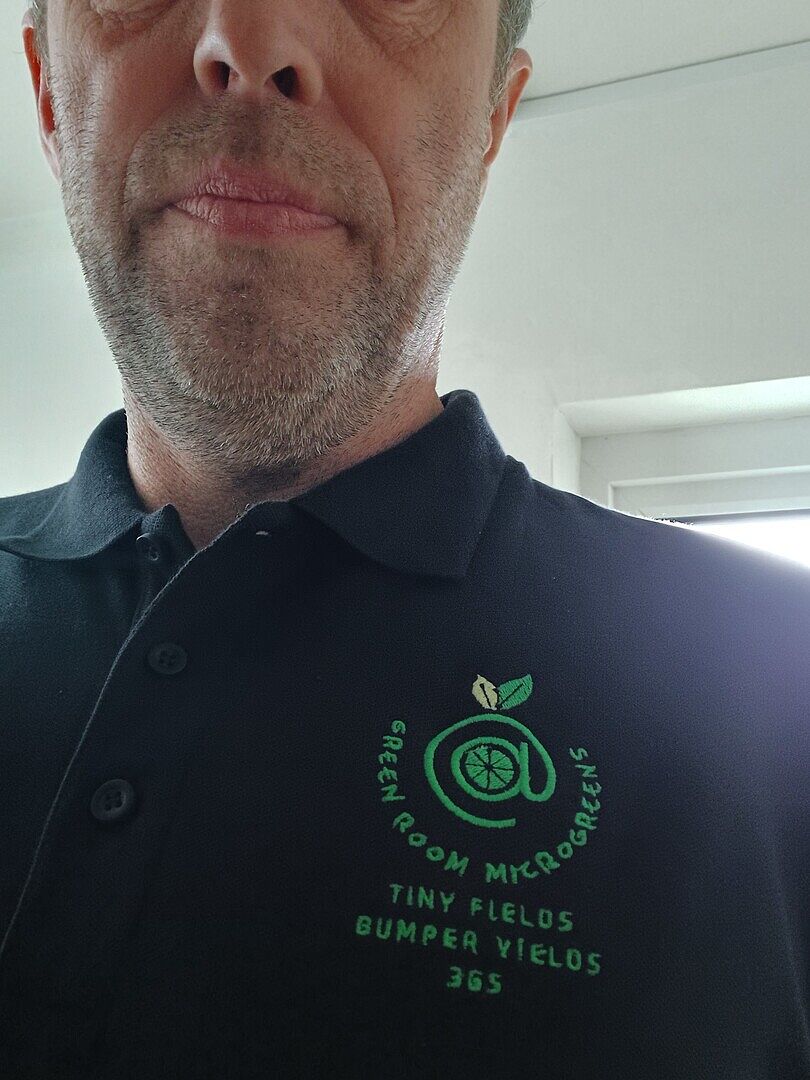 GREEN ROOM MICROGREENS
TINY FIELDS
BUMPER YIELDS
365